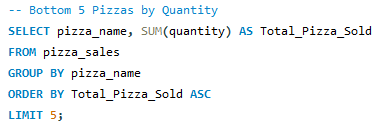 -- Bottom 5 Pizzas by Quantity
SELECT pizza_name, SUM(quantity) AS Total_Pizza_Sold
FROM pizza_sales
GROUP BY pizza_name
ORDER BY Total_Pizza_Sold ASC
LIMIT 5;